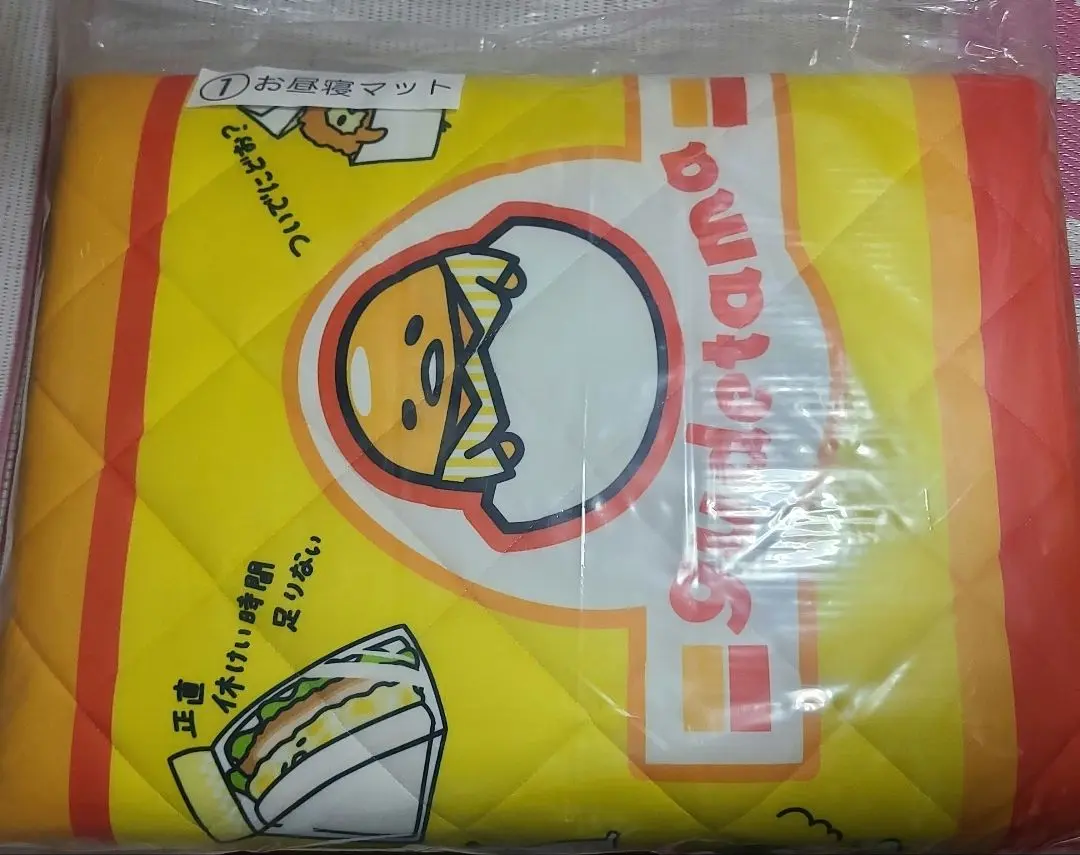 ①お昼寝マット
gudetama
正直
休けい時間
足りない